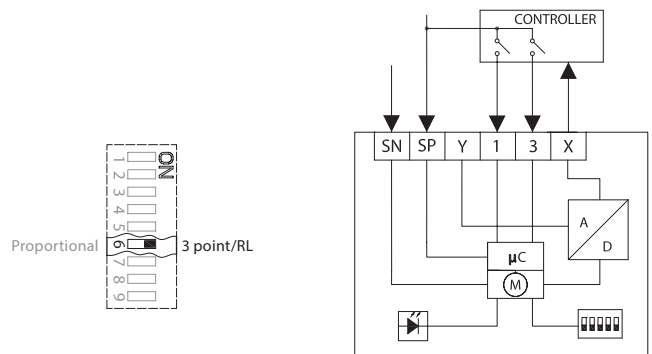 CONTROLLER
SN SP Y 1 3 X
A
D
µC
M
ON
1
2
3
4
5
Proportional 6 3 point/RL
7
8
9